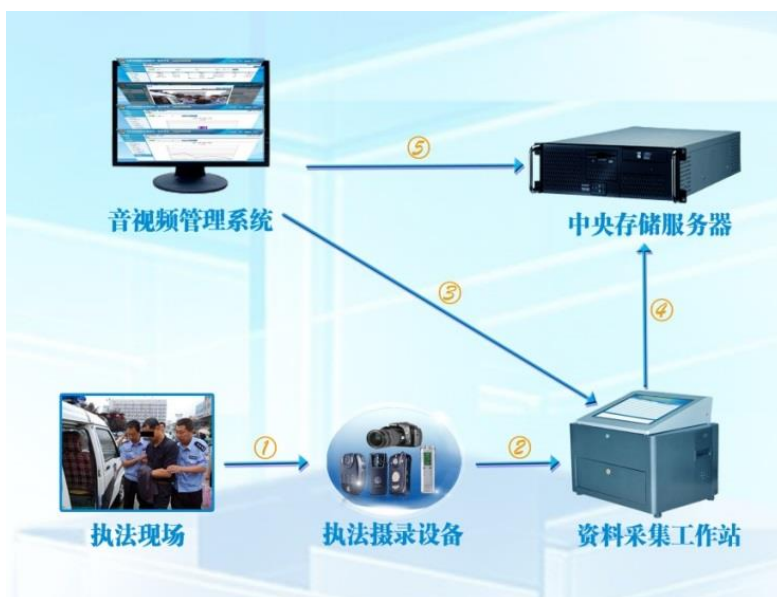 ⑤
音视频管理系统
中央存储服务器
③
④
①
②
执法现场
执法摄录设备
资料采集工作站